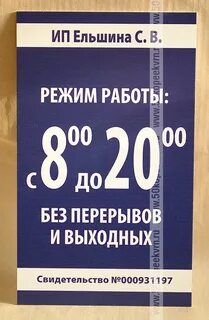 ИП Ельшина С. В.
РЕЖИМ РАБОТЫ:
с 8⁰⁰ до 20⁰⁰
БЕЗ ПЕРЕРЫВОВ
И ВЫХОДНЫХ
Свидетельство №000931197